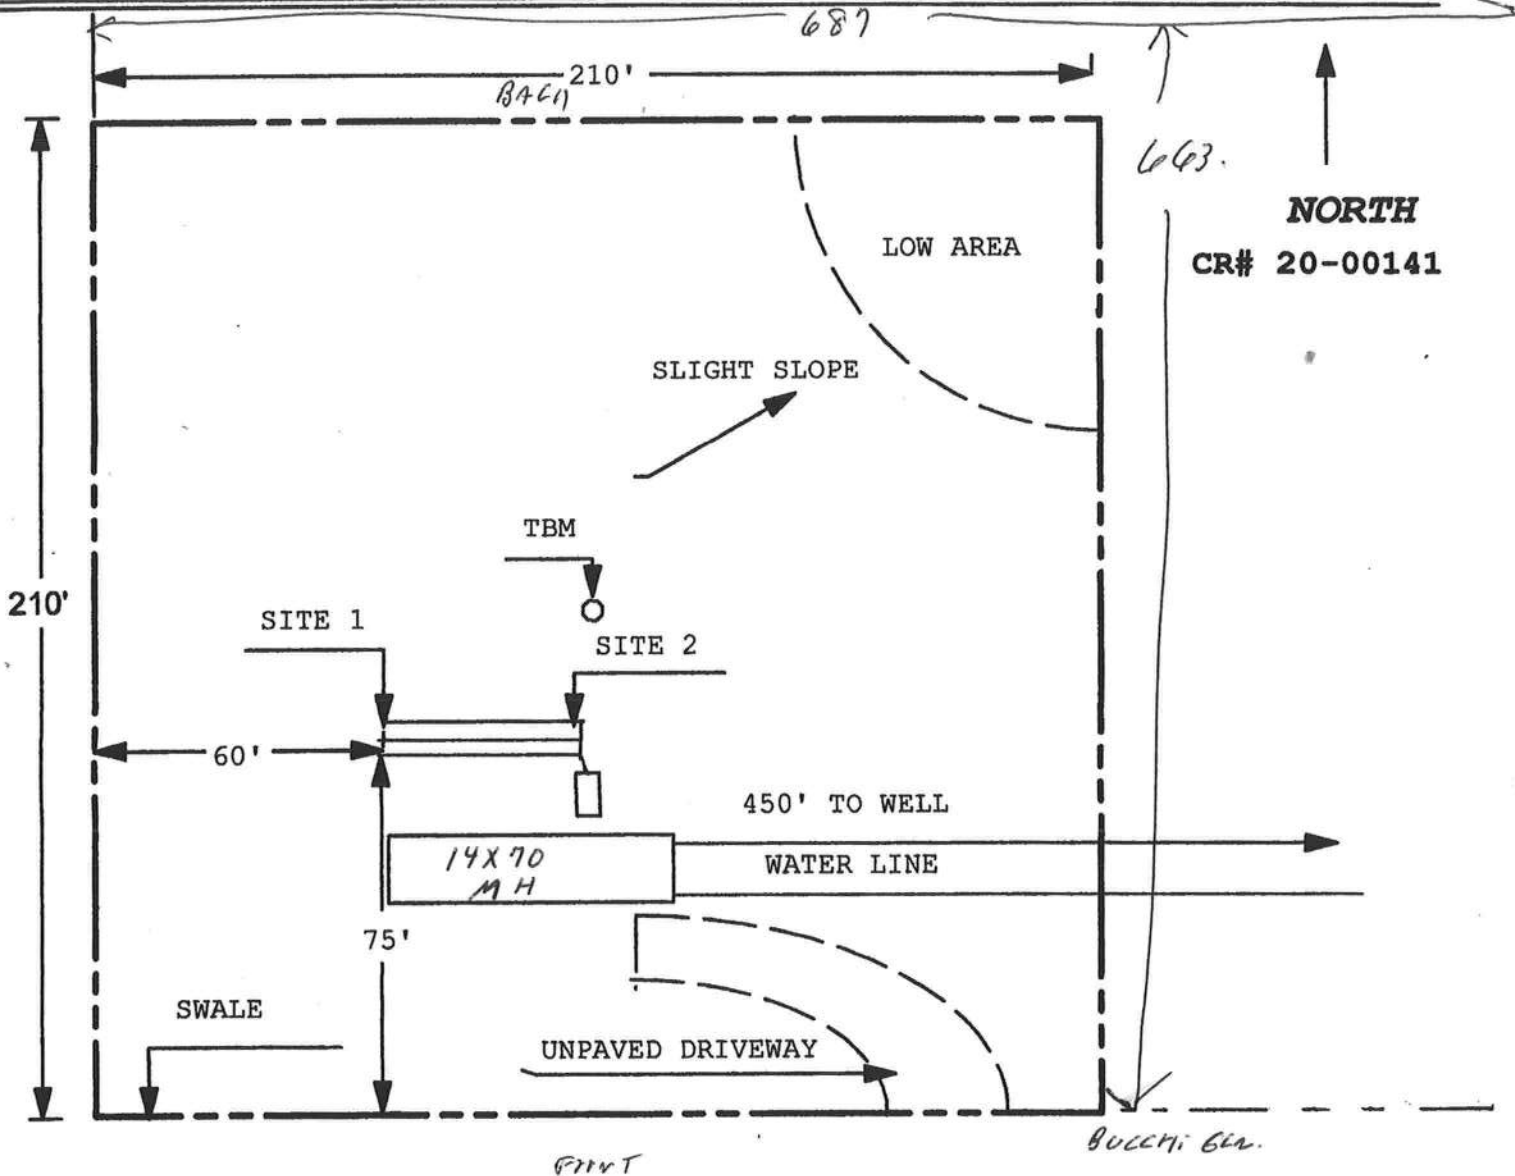 687
210'
BACK
663.
NORTH
CR# 20-00141
LOW AREA
SLIGHT SLOPE
TBM
210'
SITE 1
SITE 2
60'
450' TO WELL
14X70
MH
WATER LINE
75'
SWALE
UNPAVED DRIVEWAY
FRONT